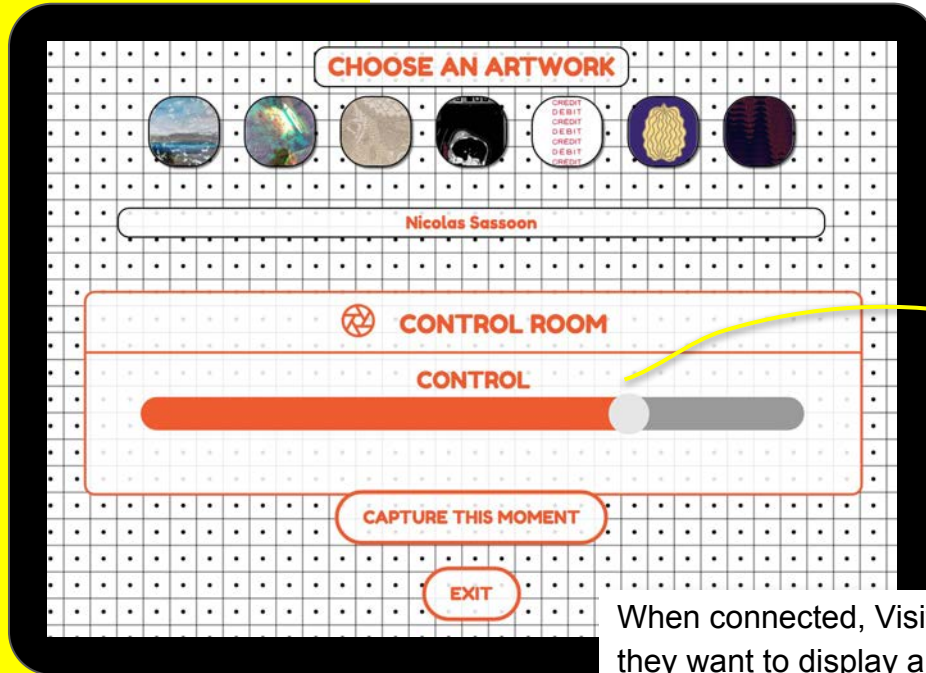 CHOOSE AN ARTWORK
CREDIT
DEBIT
CREDIT
DEBIT
CREDIT
DEBIT
CREDIT
Nicolas Sassoon
CONTROL ROOM
CONTROL
CAPTURE THIS MOMENT
EXIT
When connected, Visi
they want to display a